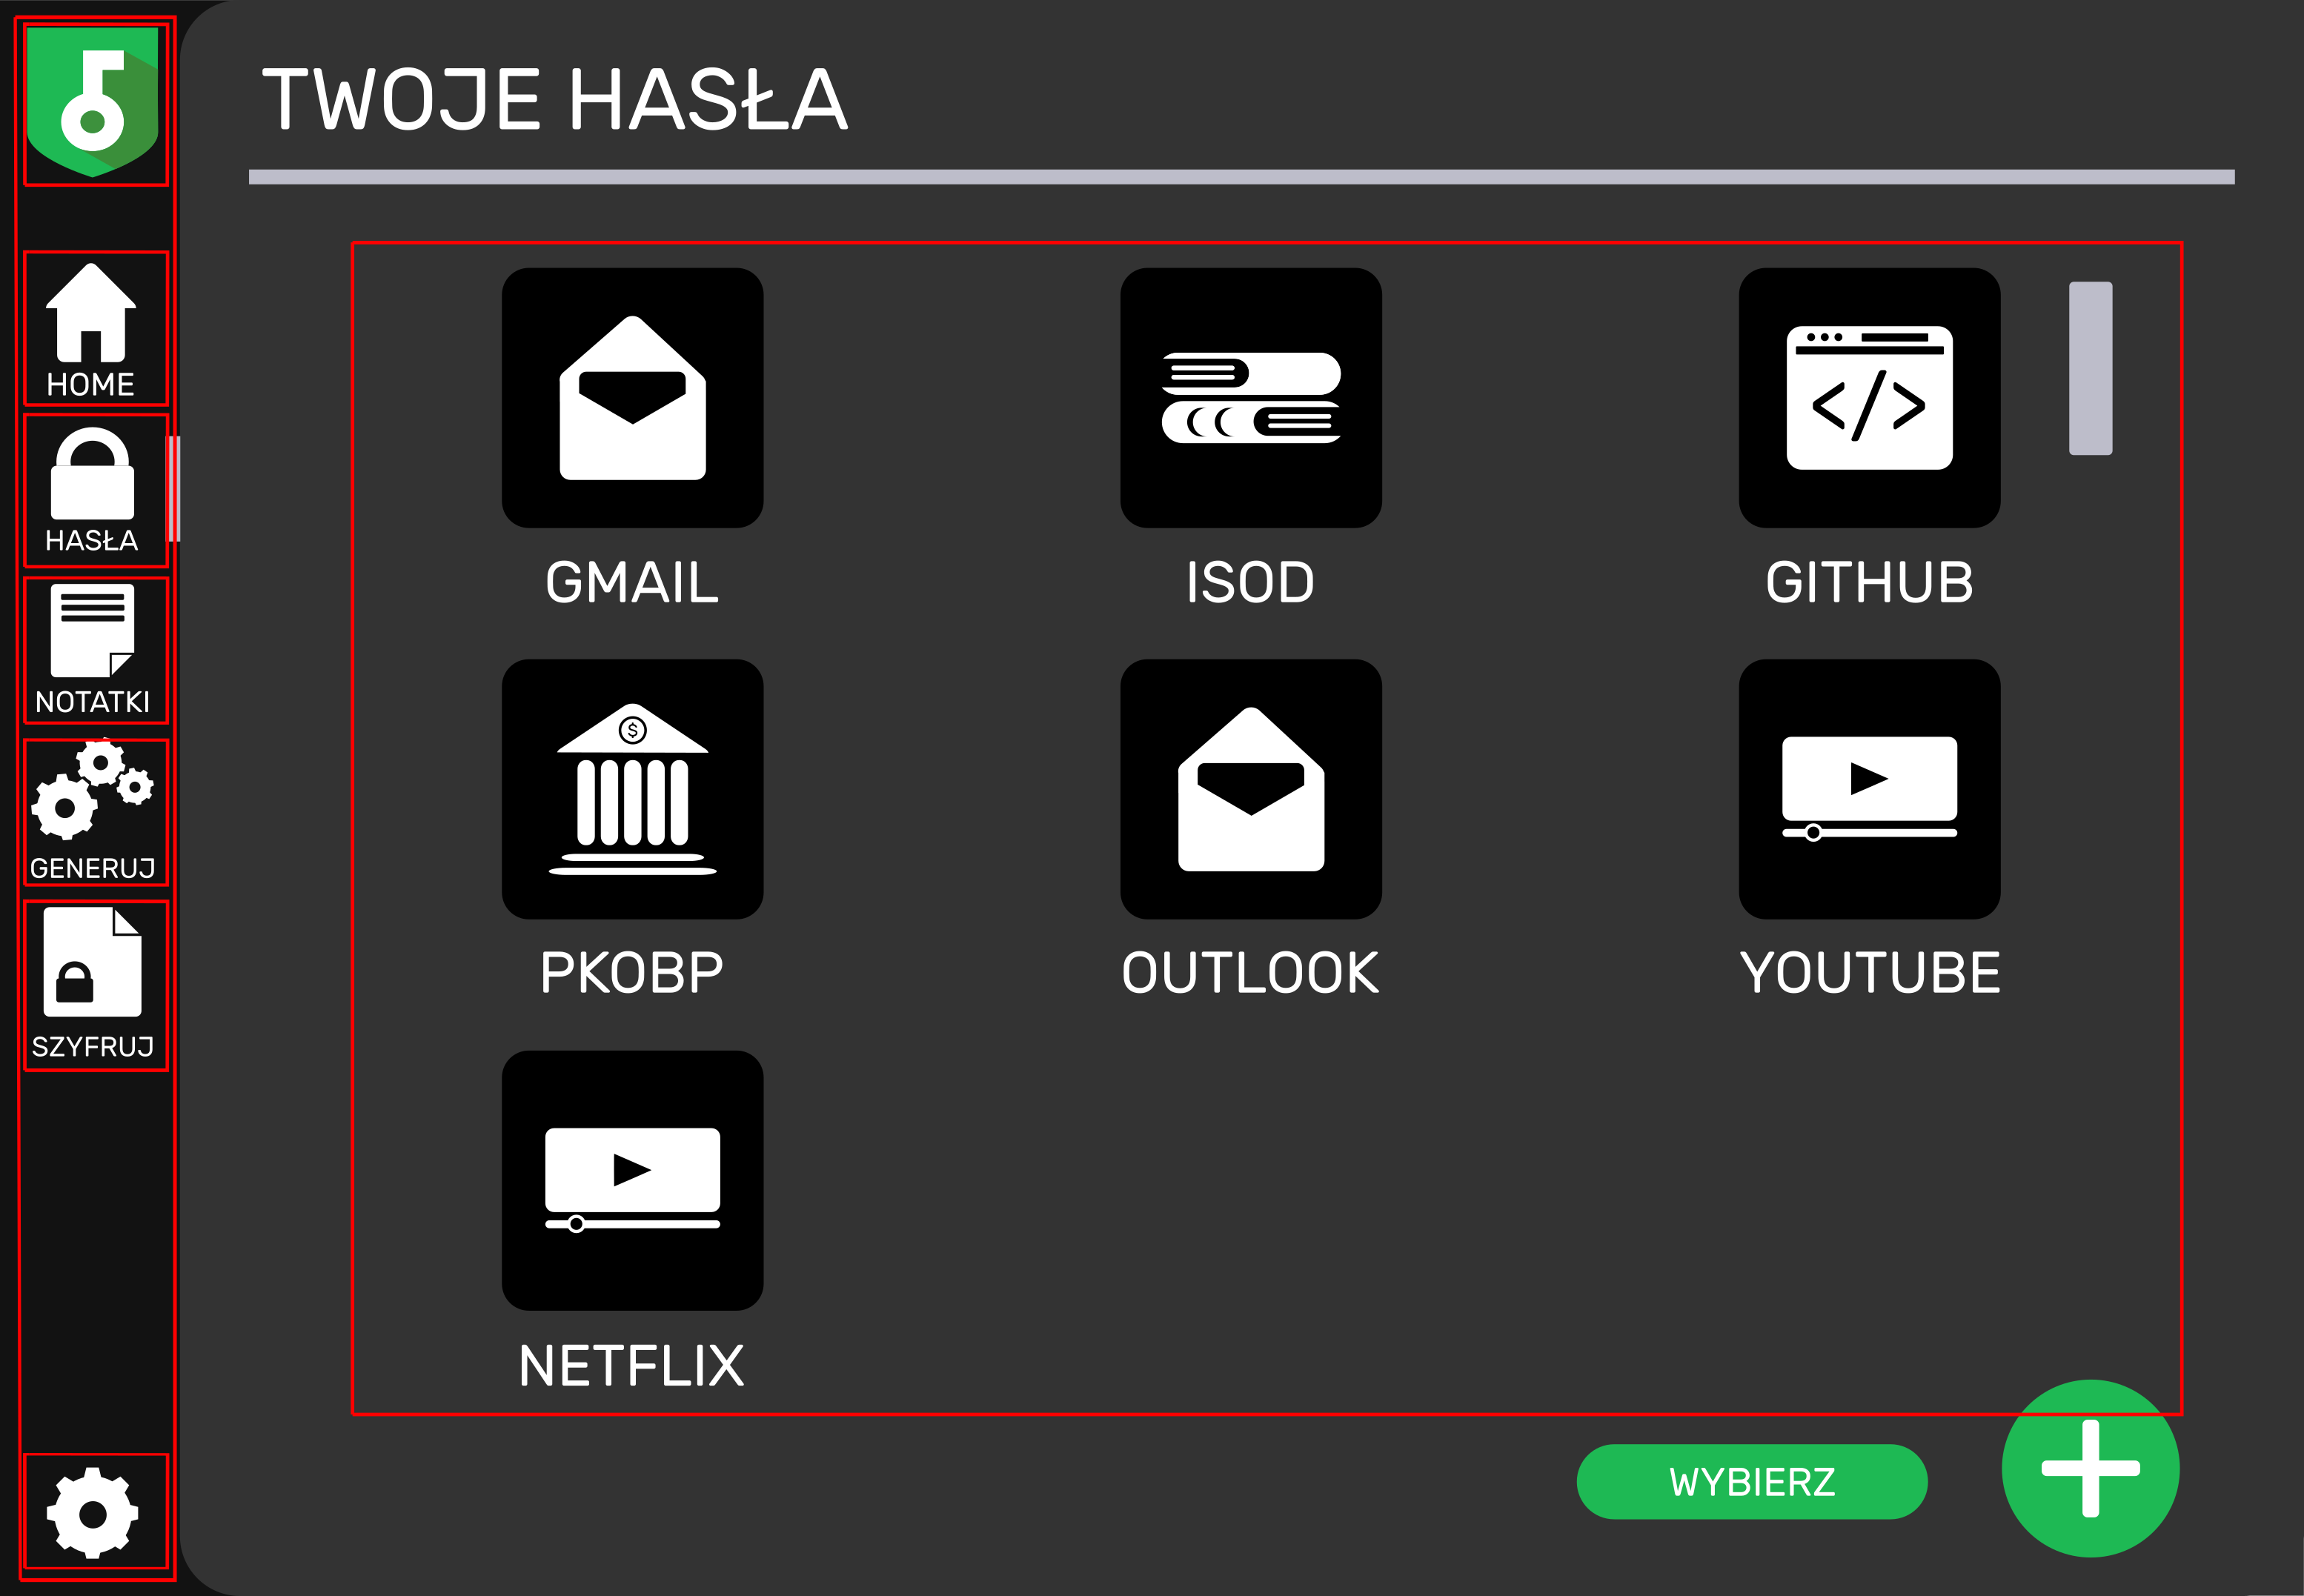 TWOJE HASŁA
HOME
HASŁA
NOTATKI
GENERUJ
SZYFRUJ
GMAIL
ISOD
GITHUB
$
PKOBP
OUTLOOK
YOUTUBE
NETFLIX
WYBIERZ